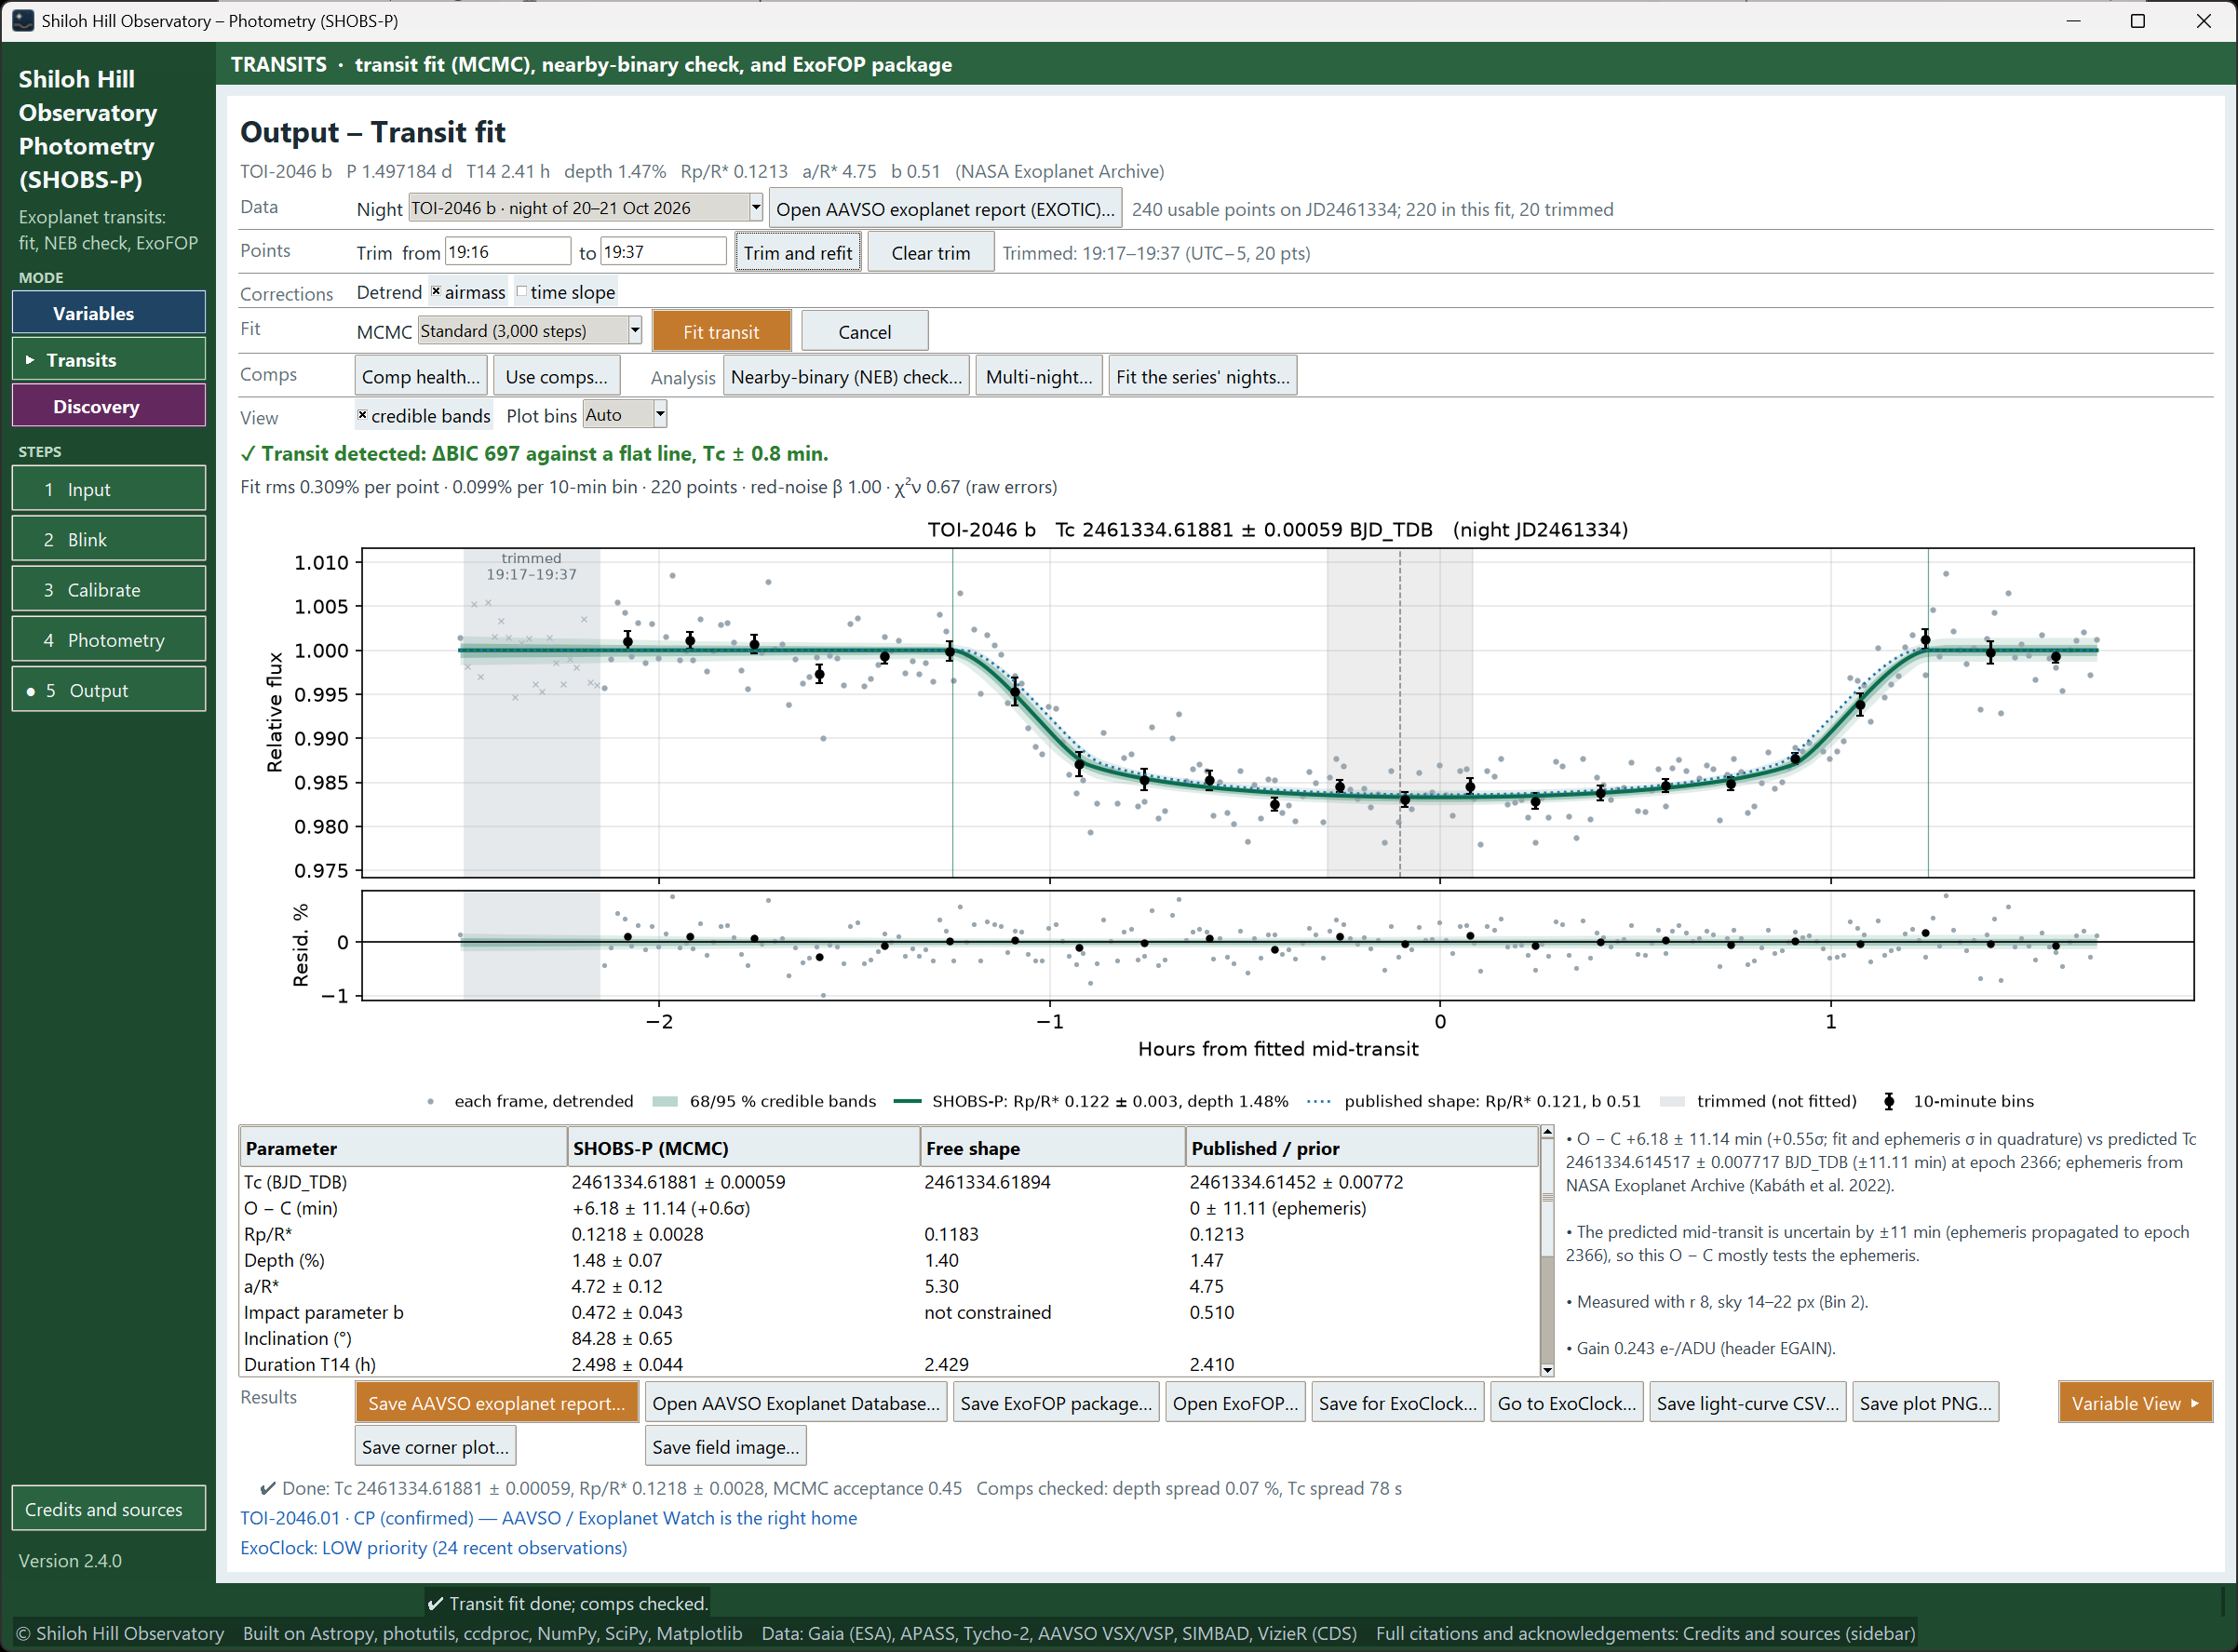 Shiloh Hill Observatory – Photometry (SHOBS-P)
Shiloh Hill
Observatory
Photometry
(SHOBS-P)
Exoplanet transits:
fit, NEB check, ExoFOP
MODE
Variables
Transits
Discovery
STEPS
1 Input
2 Blink
3 Calibrate
4 Photometry
5 Output
Credits and sources
Version 2.4.0
TRANSITS · transit fit (MCMC), nearby-binary check, and ExoFOP package
Output – Transit fit
TOI-2046 b P 1.497184 d T14 2.41 h depth 1.47% Rp/R* 0.1213 a/R* 4.75 b 0.51 (NASA Exoplanet Archive)
Data Night TOI-2046 b · night of 20–21 Oct 2026 Open AAVSO exoplanet report (EXOTIC)... 240 usable points on JD2461334; 220 in this fit, 20 trimmed
Points Trim from 19:16 to 19:37 Trim and refit Clear trim Trimmed: 19:17–19:37 (UTC−5, 20 pts)
Corrections Detrend airmass time slope
Fit MCMC Standard (3,000 steps) Fit transit Cancel
Comps Comp health... Use comps... Analysis Nearby-binary (NEB) check... Multi-night... Fit the series' nights...
View credible bands Plot bins Auto
✓ Transit detected: ΔBIC 697 against a flat line, Tc ± 0.8 min.
Fit rms 0.309% per point · 0.099% per 10-min bin · 220 points · red-noise β 1.00 · χ²ν 0.67 (raw errors)
TOI-2046 b Tc 2461334.61881 ± 0.00059 BJD_TDB (night JD2461334)
trimmed
19:17–19:37
Relative flux
1.010
1.005
1.000
0.995
0.990
0.985
0.980
0.975
Resid. %
0
−1
−2 −1 0 1
Hours from fitted mid-transit
each frame, detrended 68/95 % credible bands SHOBS-P: Rp/R* 0.122 ± 0.003, depth 1.48% published shape: Rp/R* 0.121, b 0.51 trimmed (not fitted) 10-minute bins
Parameter SHOBS-P (MCMC) Free shape Published / prior
Tc (BJD_TDB) 2461334.61881 ± 0.00059 2461334.61894 2461334.61452 ± 0.00772
O − C (min) +6.18 ± 11.14 (+0.6σ) 0 ± 11.11 (ephemeris)
Rp/R* 0.1218 ± 0.0028 0.1183 0.1213
Depth (%) 1.48 ± 0.07 1.40 1.47
a/R* 4.72 ± 0.12 5.30 4.75
Impact parameter b 0.472 ± 0.043 not constrained 0.510
Inclination (°) 84.28 ± 0.65
Duration T14 (h) 2.498 ± 0.044 2.429 2.410
• O − C +6.18 ± 11.14 min (+0.55σ; fit and ephemeris σ in quadrature) vs predicted Tc
2461334.614517 ± 0.007717 BJD_TDB (±11.11 min) at epoch 2366; ephemeris from
NASA Exoplanet Archive (Kabáth et al. 2022).
• The predicted mid-transit is uncertain by ±11 min (ephemeris propagated to epoch
2366), so this O − C mostly tests the ephemeris.
• Measured with r 8, sky 14–22 px (Bin 2).
• Gain 0.243 e-/ADU (header EGAIN).
Results Save AAVSO exoplanet report... Open AAVSO Exoplanet Database... Save ExoFOP package... Open ExoFOP... Save for ExoClock... Go to ExoClock... Save light-curve CSV... Save plot PNG... Variable View
Save corner plot... Save field image...
✔ Done: Tc 2461334.61881 ± 0.00059, Rp/R* 0.1218 ± 0.0028, MCMC acceptance 0.45 Comps checked: depth spread 0.07 %, Tc spread 78 s
TOI-2046.01 · CP (confirmed) — AAVSO / Exoplanet Watch is the right home
ExoClock: LOW priority (24 recent observations)
✔ Transit fit done; comps checked.
© Shiloh Hill Observatory Built on Astropy, photutils, ccdproc, NumPy, SciPy, Matplotlib Data: Gaia (ESA), APASS, Tycho-2, AAVSO VSX/VSP, SIMBAD, VizieR (CDS) Full citations and acknowledgements: Credits and sources (sidebar)